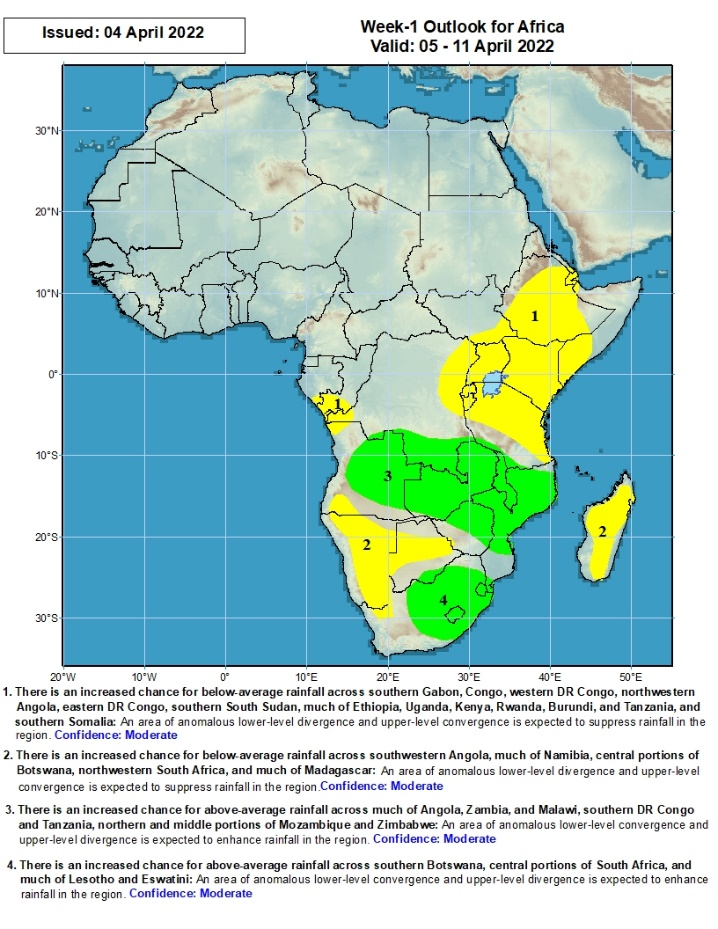 Issued: 04 April 2022
Week-1 Outlook for Africa
Valid: 05 - 11 April 2022
30°N
20°N
10°N
0°
10°S
20°S
30°S
1
1
3
2
2
4
20°W 10°W 0° 10°E 20°E 30°E 40°E 50°E
1. There is an increased chance for below-average rainfall across southern Gabon, Congo, western DR Congo, northwestern
Angola, eastern DR Congo, southern South Sudan, much of Ethiopia, Uganda, Kenya, Rwanda, Burundi, and Tanzania, and
southern Somalia: An area of anomalous lower-level divergence and upper-level convergence is expected to suppress rainfall in the
region. Confidence: Moderate
2. There is an increased chance for below-average rainfall across southwestern Angola, much of Namibia, central portions of
Botswana, northwestern South Africa, and much of Madagascar: An area of anomalous lower-level divergence and upper-level
convergence is expected to suppress rainfall in the region.Confidence: Moderate
3. There is an increased chance for above-average rainfall across much of Angola, Zambia, and Malawi, southern DR Congo
and Tanzania, northern and middle portions of Mozambique and Zimbabwe: An area of anomalous lower-level convergence and
upper-level divergence is expected to enhance rainfall in the region. Confidence: Moderate
4. There is an increased chance for above-average rainfall across southern Botswana, central portions of South Africa, and
much of Lesotho and Eswatini: An area of anomalous lower-level convergence and upper-level divergence is expected to enhance
rainfall in the region. Confidence: Moderate